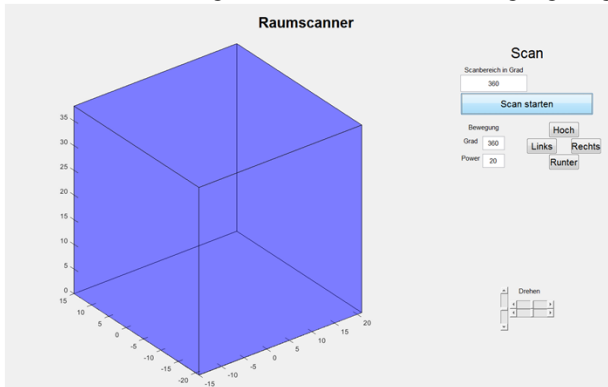 Raumscanner
Scan
Scanbereich in Grad
360
Scan starten
Bewegung
Grad 360
Power 20
Hoch
Links Rechts
Runter
Drehen
35
30
25
20
15
10
5
0
15
10
5
0
-5
-10
-15
-20
-15
-10
-5
0
5
10
15
20